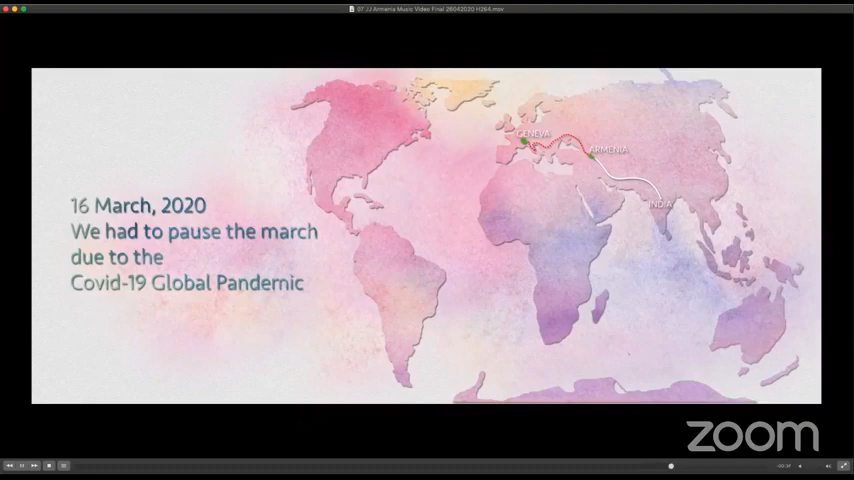 07 JJ Armenia Music Video Final 26042020 H264.mov
GENEVA
ARMENIA
INDIA
16 March, 2020
We had to pause the march
due to the
Covid-19 Global Pandemic
zoom